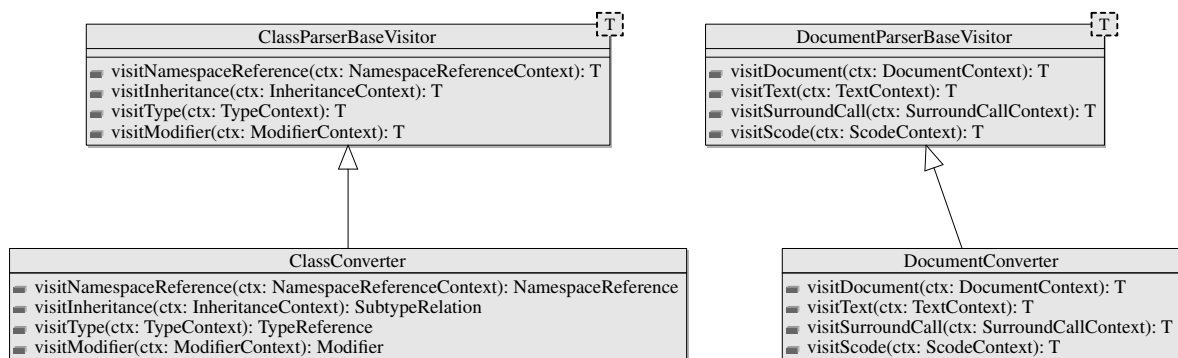 T
ClassParserBaseVisitor
visitNamespaceReference(ctx: NamespaceReferenceContext): T
visitInheritance(ctx: InheritanceContext): T
visitType(ctx: TypeContext): T
visitModifier(ctx: ModifierContext): T
T
DocumentParserBaseVisitor
visitDocument(ctx: DocumentContext): T
visitText(ctx: TextContext): T
visitSurroundCall(ctx: SurroundCallContext): T
visitScode(ctx: ScodeContext): T
ClassConverter
visitNamespaceReference(ctx: NamespaceReferenceContext): NamespaceReference
visitInheritance(ctx: InheritanceContext): SubtypeRelation
visitType(ctx: TypeContext): TypeReference
visitModifier(ctx: ModifierContext): Modifier
DocumentConverter
visitDocument(ctx: DocumentContext): T
visitText(ctx: TextContext): T
visitSurroundCall(ctx: SurroundCallContext): T
visitScode(ctx: ScodeContext): T